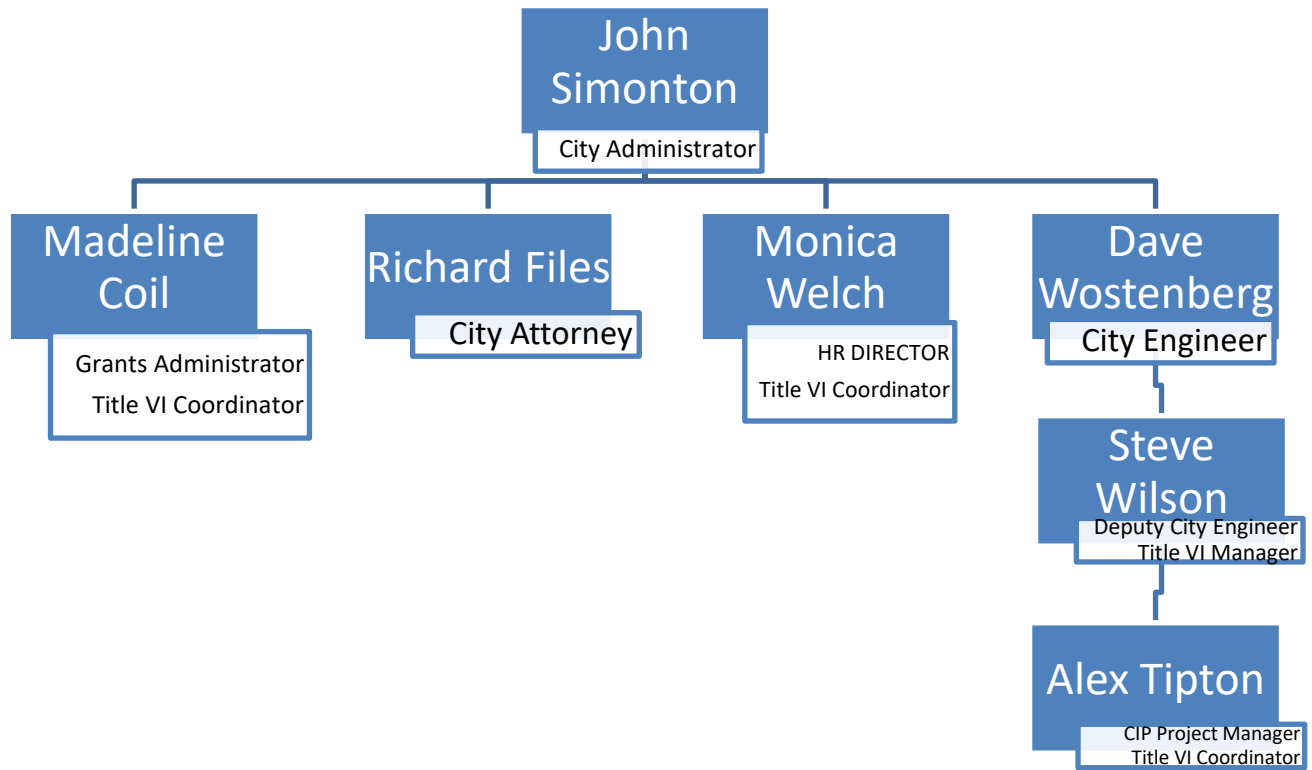 John
Simonton
City Administrator
Madeline
Coil
Grants Administrator
Title VI Coordinator
Richard Files
City Attorney
Monica
Welch
HR DIRECTOR
Title VI Coordinator
Dave
Wostenberg
City Engineer
Steve
Wilson
Deputy City Engineer
Title VI Manager
Alex Tipton
CIP Project Manager
Title VI Coordinator